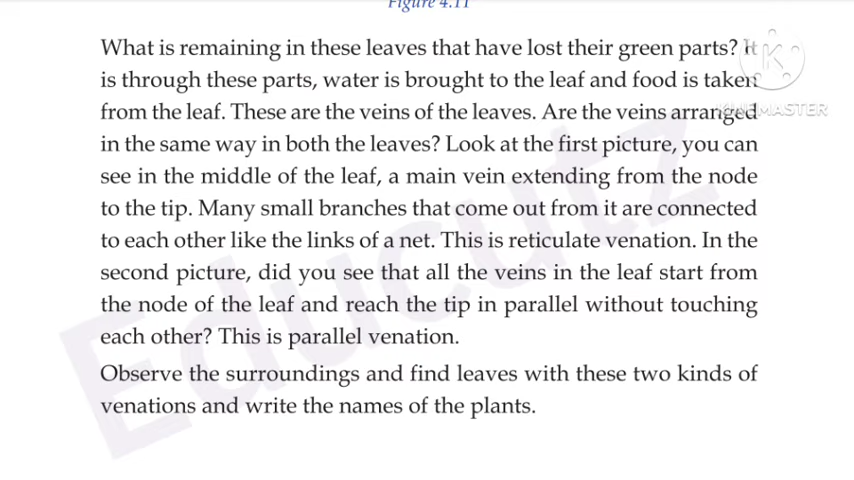 Figure 4.11
What is remaining in these leaves that have lost their green parts? It
is through these parts, water is brought to the leaf and food is taken
from the leaf. These are the veins of the leaves. Are the veins arranged
in the same way in both the leaves? Look at the first picture, you can
see in the middle of the leaf, a main vein extending from the node
to the tip. Many small branches that come out from it are connected
to each other like the links of a net. This is reticulate venation. In the
second picture, did you see that all the veins in the leaf start from
the node of the leaf and reach the tip in parallel without touching
each other? This is parallel venation.
Observe the surroundings and find leaves with these two kinds of
venations and write the names of the plants.
K
KINEMASTER
Educutz